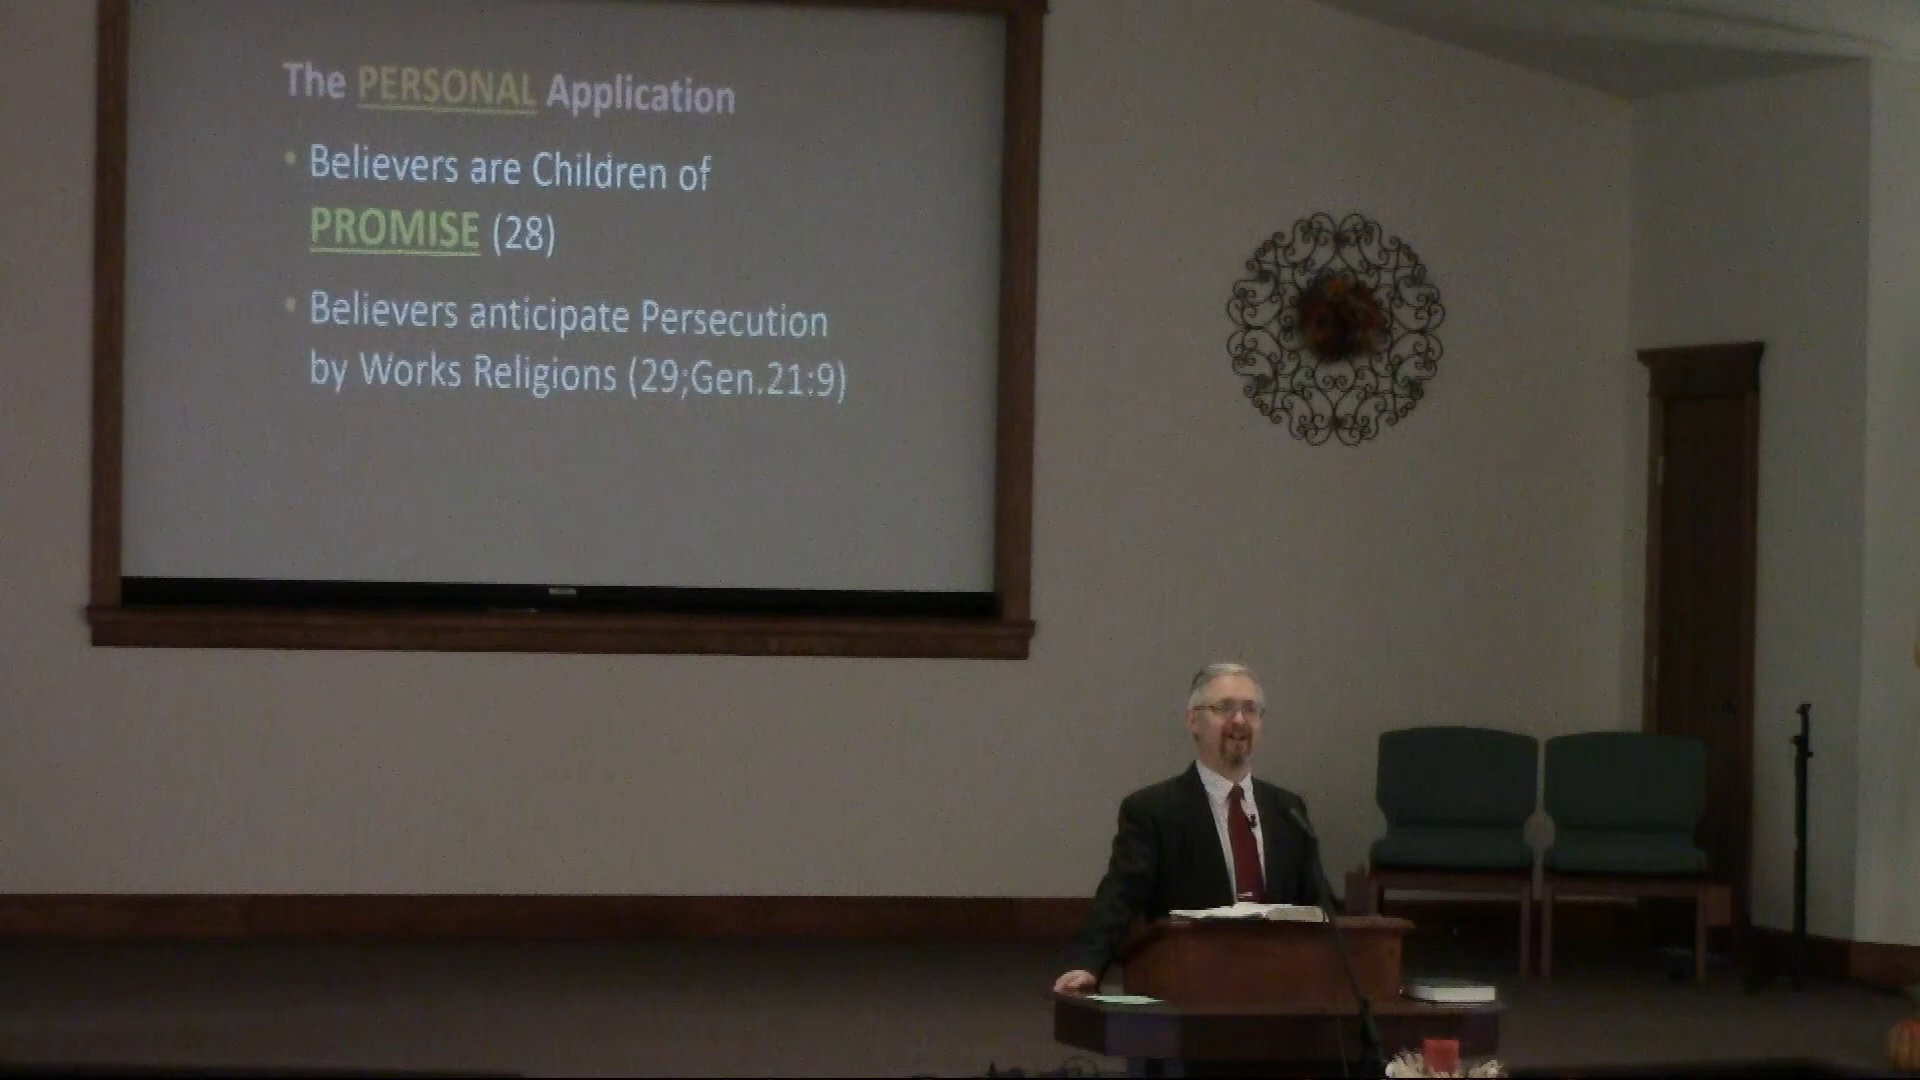 The PERSONAL Application
• Believers are Children of
PROMISE (28)
• Believers anticipate Persecution
by Works Religions (29;Gen.21:9)